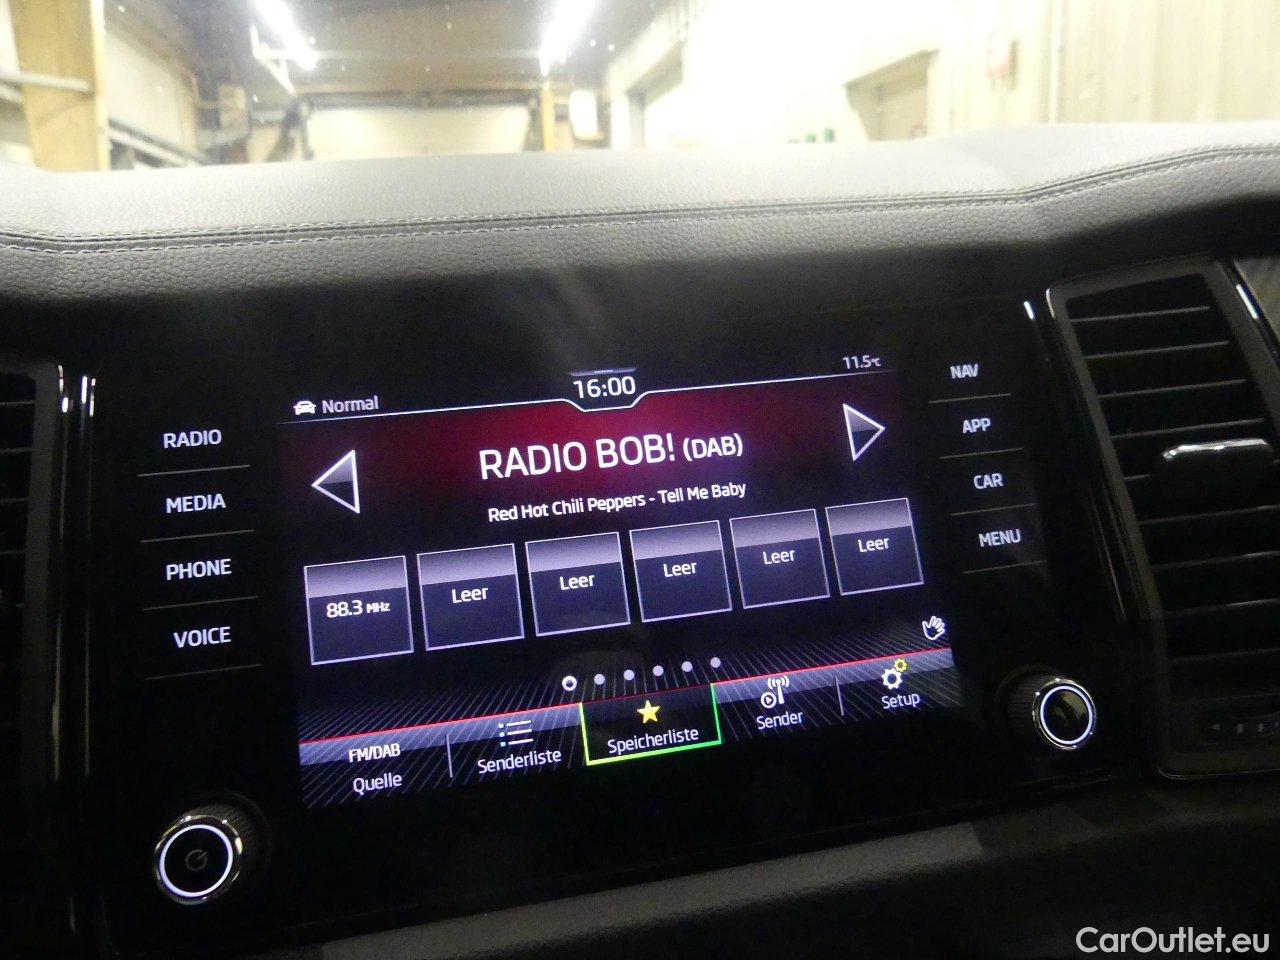 16:00
11.5°C
Normal
RADIO
MEDIA
PHONE
VOICE
NAV
APP
CAR
MENU
RADIO BOB! (DAB)
Red Hot Chili Peppers - Tell Me Baby
88.3 MHz
Leer
Leer
Leer
Leer
Leer
FM/DAB
Quelle
Senderliste
Speicherliste
Sender
Setup
CarOutlet.eu